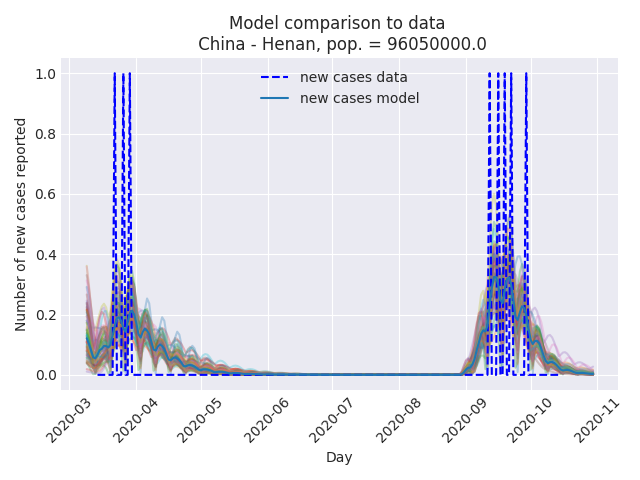 Model comparison to data
China - Henan, pop. = 96050000.0
new cases data
new cases model
Number of new cases reported
1.0
0.8
0.6
0.4
0.2
0.0
2020-03
2020-04
2020-05
2020-06
2020-07
2020-08
2020-09
2020-10
2020-11
Day